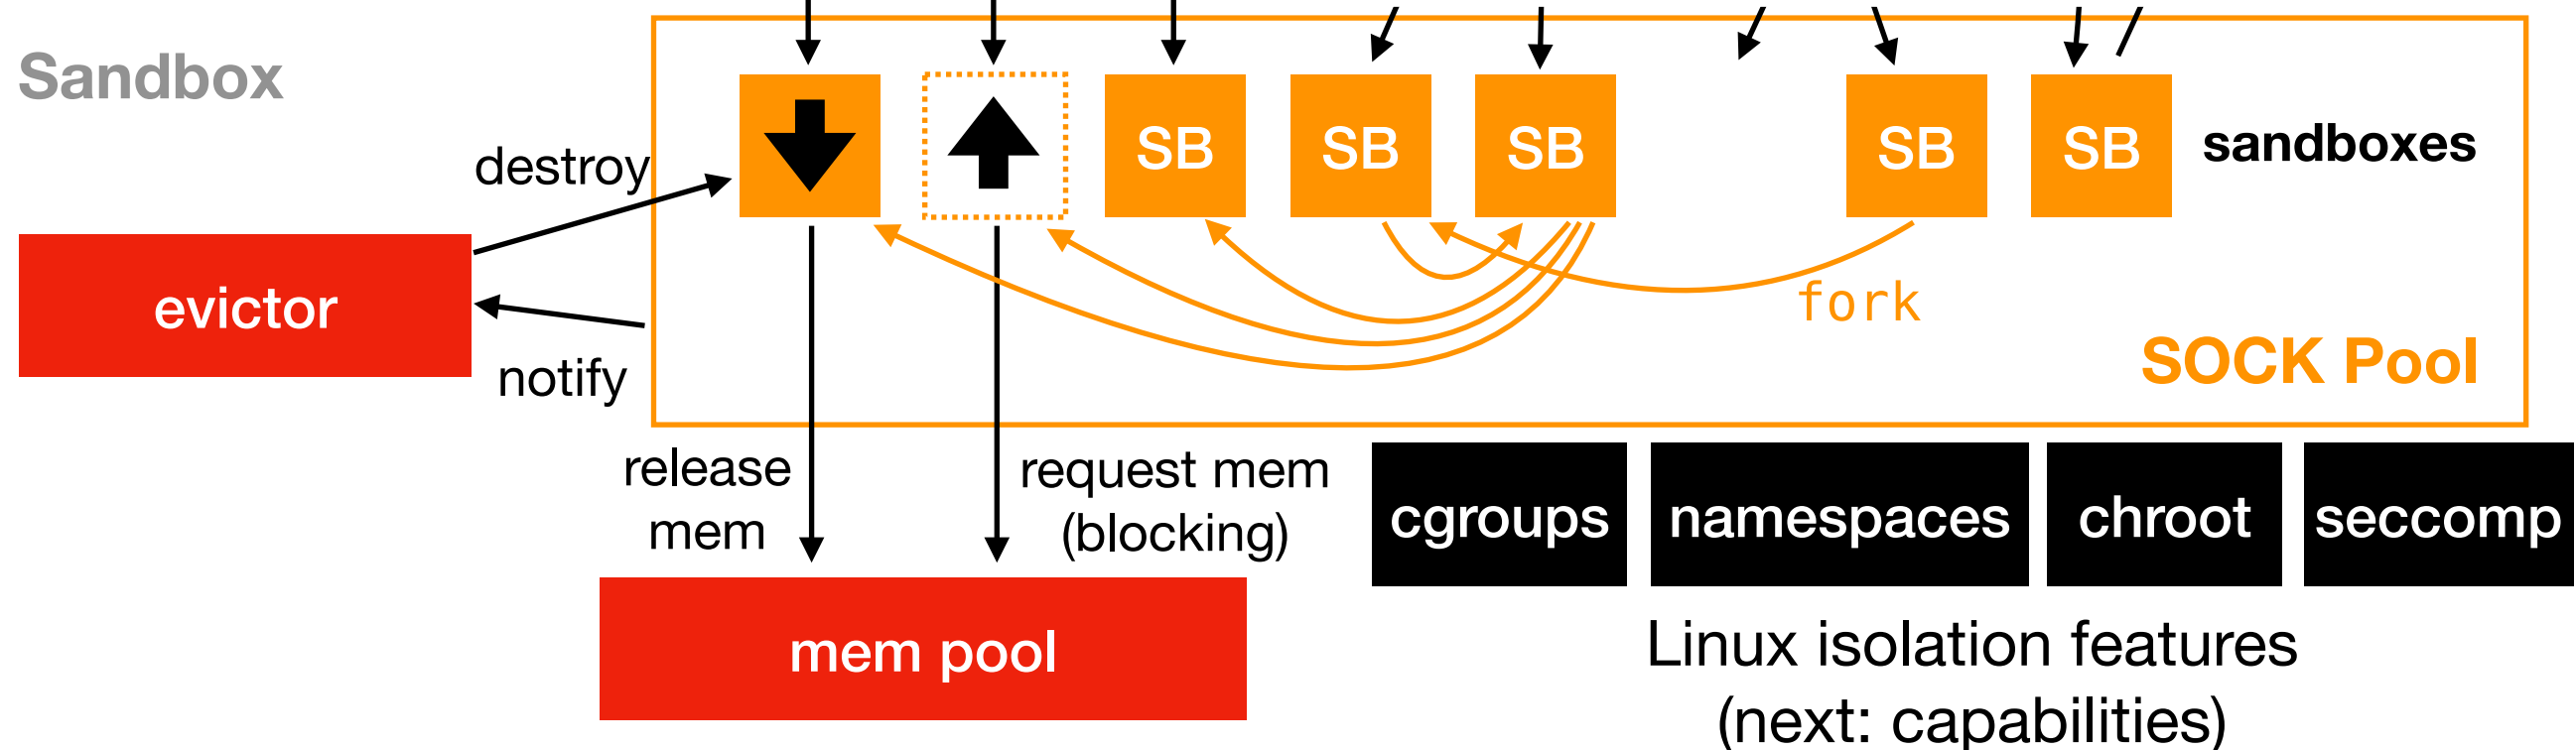 Sandbox
SB
SB
SB
SB
SB
sandboxes
destroy
evictor
fork
notify
SOCK Pool
release
mem
request mem
(blocking)
cgroups
namespaces
chroot
seccomp
mem pool
Linux isolation features
(next: capabilities)